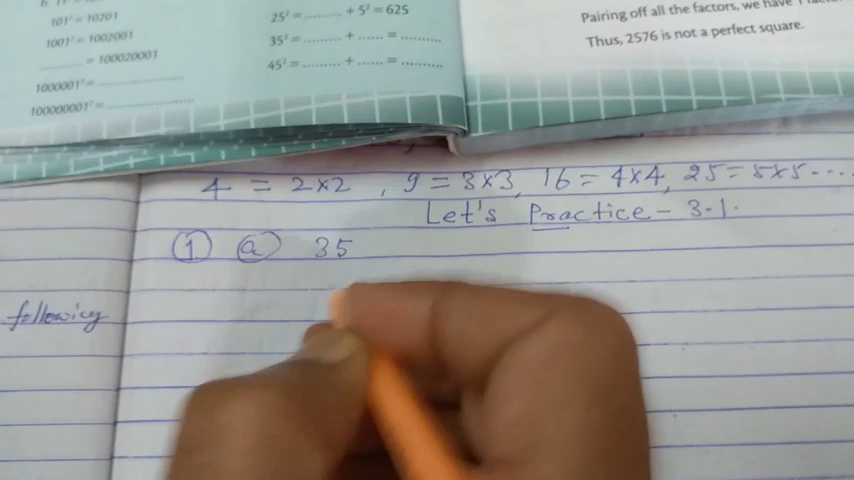 101² = 10201
1001² = 1002001
........ = 100020001
1000001² = ........
100000001² = ........
25² = ........ + 5² = 625
35² = ........ + ...... = ........
45² = ........ + ...... = ........
Pairing off all the factors, we have 1
Thus, 2576 is not a perfect square.
4 = 2×2 , 9 = 3×3, 16 = 4×4, 25 = 5×5....
Let's Practice - 3.1.
① ⓐ 35
following